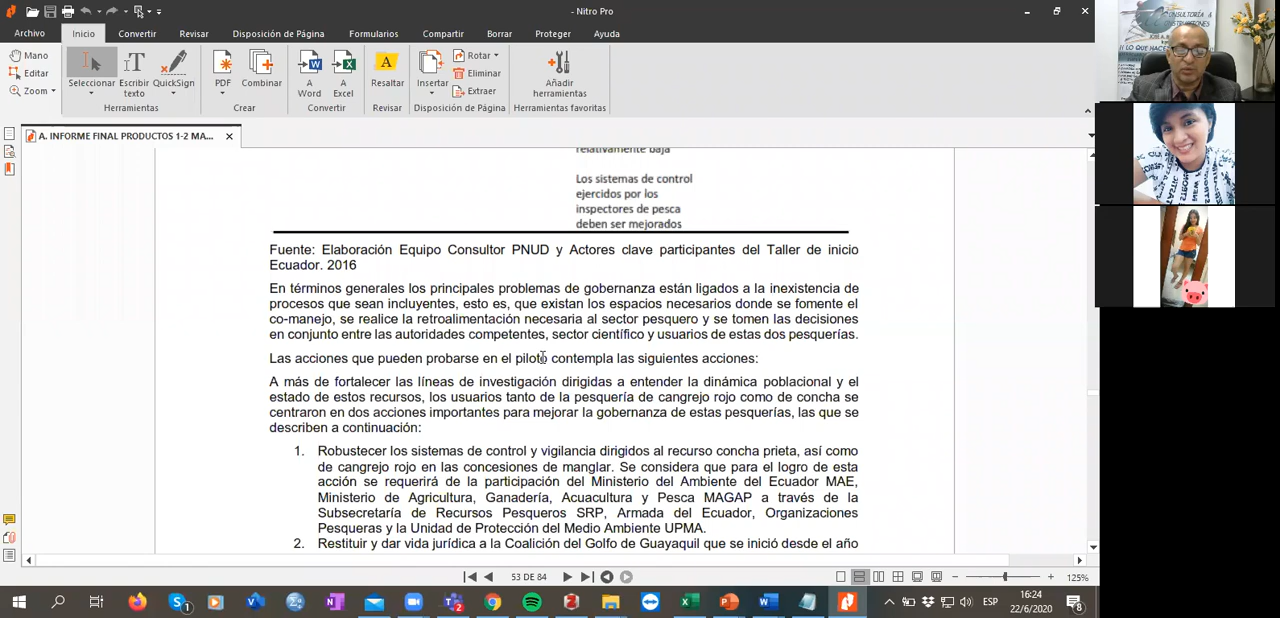 - Nitro Pro
Archivo
Inicio
Convertir
Revisar
Disposición de Página
Formularios
Compartir
Borrar
Proteger
Ayuda
Mano
Editar
Zoom
Seleccionar
Escribir texto
QuickSign
Herramientas
PDF
Combinar
Crear
A Word
A Excel
Convertir
Resaltar
Revisar
Insertar
Rotar
Eliminar
Extraer
Disposición de Página
Añadir herramientas
Herramientas favoritas
A. INFORME FINAL PRODUCTOS 1-2 MA...
relativamente baja
Los sistemas de control
ejercidos por los
inspectores de pesca
deben ser mejorados
Fuente: Elaboración Equipo Consultor PNUD y Actores clave participantes del Taller de inicio
Ecuador. 2016
En términos generales los principales problemas de gobernanza están ligados a la inexistencia de
procesos que sean incluyentes, esto es, que existan los espacios necesarios donde se fomente el
co-manejo, se realice la retroalimentación necesaria al sector pesquero y se tomen las decisiones
en conjunto entre las autoridades competentes, sector científico y usuarios de estas dos pesquerías.
Las acciones que pueden probarse en el piloto contempla las siguientes acciones:
A más de fortalecer las líneas de investigación dirigidas a entender la dinámica poblacional y el
estado de estos recursos, los usuarios tanto de la pesquería de cangrejo rojo como de concha se
centraron en dos acciones importantes para mejorar la gobernanza de estas pesquerías, las que se
describen a continuación:
1. Robustecer los sistemas de control y vigilancia dirigidos al recurso concha prieta, así como
de cangrejo rojo en las concesiones de manglar. Se considera que para el logro de esta
acción se requerirá de la participación del Ministerio del Ambiente del Ecuador MAE,
Ministerio de Agricultura, Ganadería, Acuacultura y Pesca MAGAP a través de la
Subsecretaría de Recursos Pesqueros SRP, Armada del Ecuador, Organizaciones
Pesqueras y la Unidad de Protección del Medio Ambiente UPMA.
2. Restituir y dar vida jurídica a la Coalición del Golfo de Guayaquil que se inició desde el año
53 DE 84
125%
ESP
16:24
22/6/2020